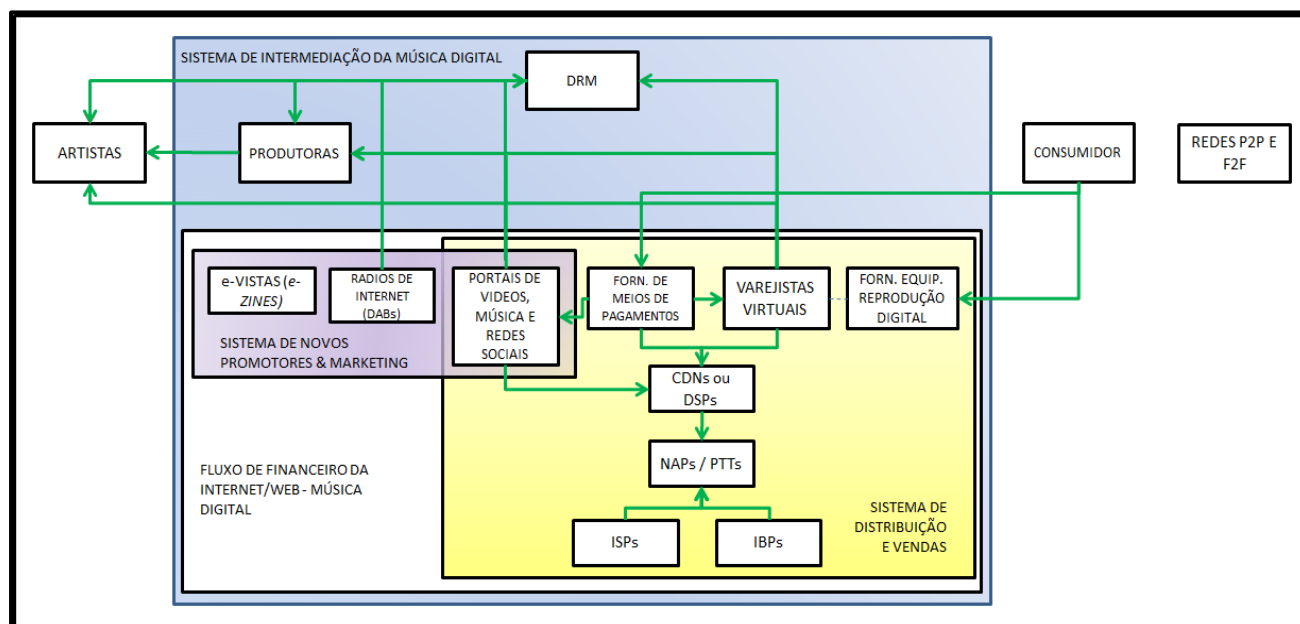 SISTEMA DE INTERMEDIAÇÃO DA MÚSICA DIGITAL
DRM
ARTISTAS
PRODUTORAS
CONSUMIDOR
REDES P2P E
F2F
e-VISTAS (e-
ZINES)
RADIOS DE
INTERNET
(DABs)
PORTAIS DE
VIDEOS,
MÚSICA E
REDES
SOCIAIS
FORN. DE
MEIOS DE
PAGAMENTOS
VAREJISTAS
VIRTUAIS
FORN. EQUIP.
REPRODUÇÃO
DIGITAL
SISTEMA DE NOVOS
PROMOTORES & MARKETING
CDNs ou
DSPs
NAPs / PTTs
FLUXO DE FINANCEIRO DA
INTERNET/WEB - MÚSICA
DIGITAL
ISPs
IBPs
SISTEMA DE
DISTRIBUIÇÃO
E VENDAS